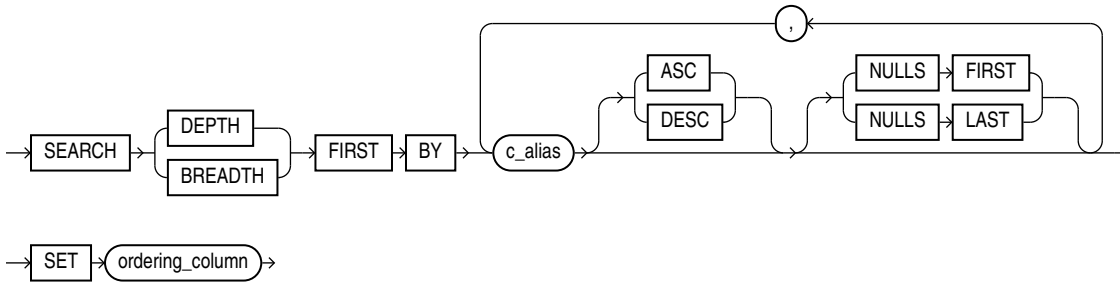 ,
ASC NULLS FIRST
DEPTH DESC NULLS LAST
SEARCH FIRST BY c_alias
BREADTH
SET ordering_column